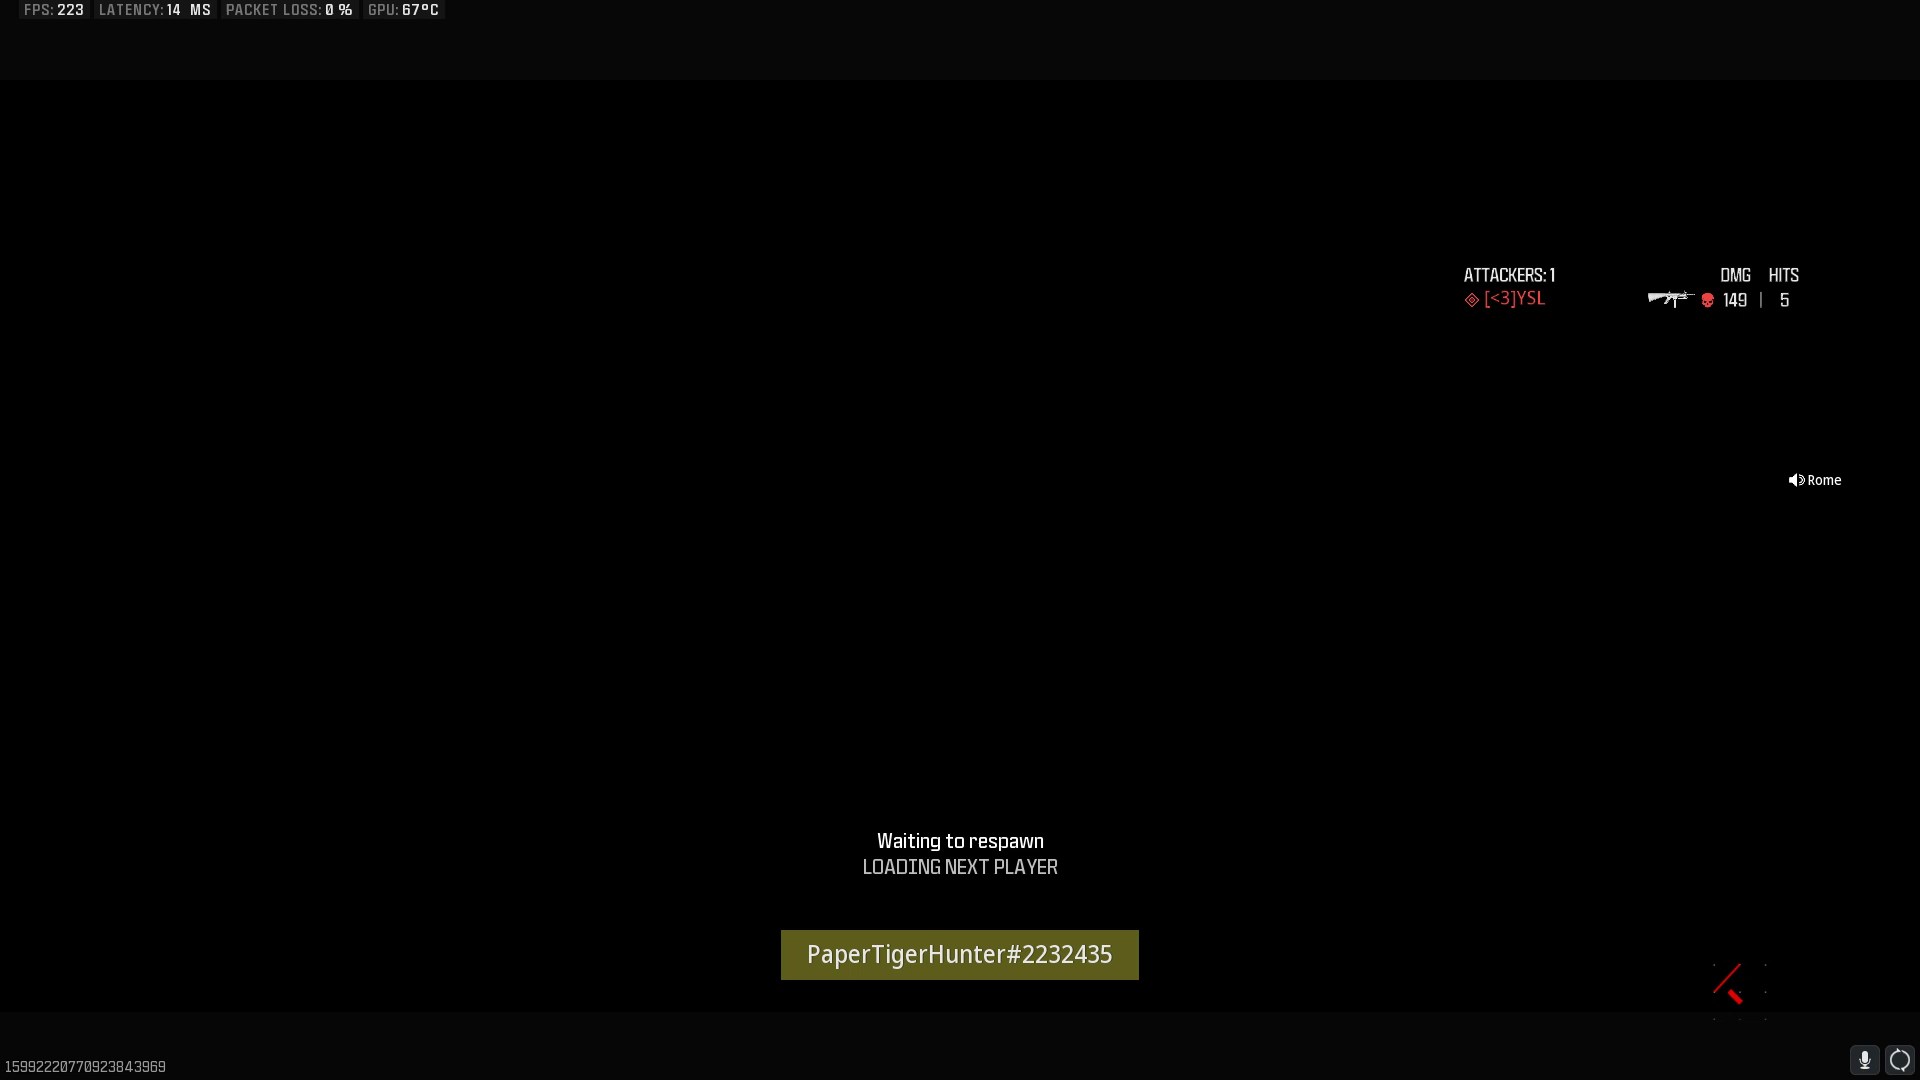 FPS: 223 LATENCY: 14 MS PACKET LOSS: 0 % GPU: 67°C
ATTACKERS: 1 DMG HITS
[<3]YSL 149 | 5
Rome
Waiting to respawn
LOADING NEXT PLAYER
PaperTigerHunter#2232435
15992220770923843969